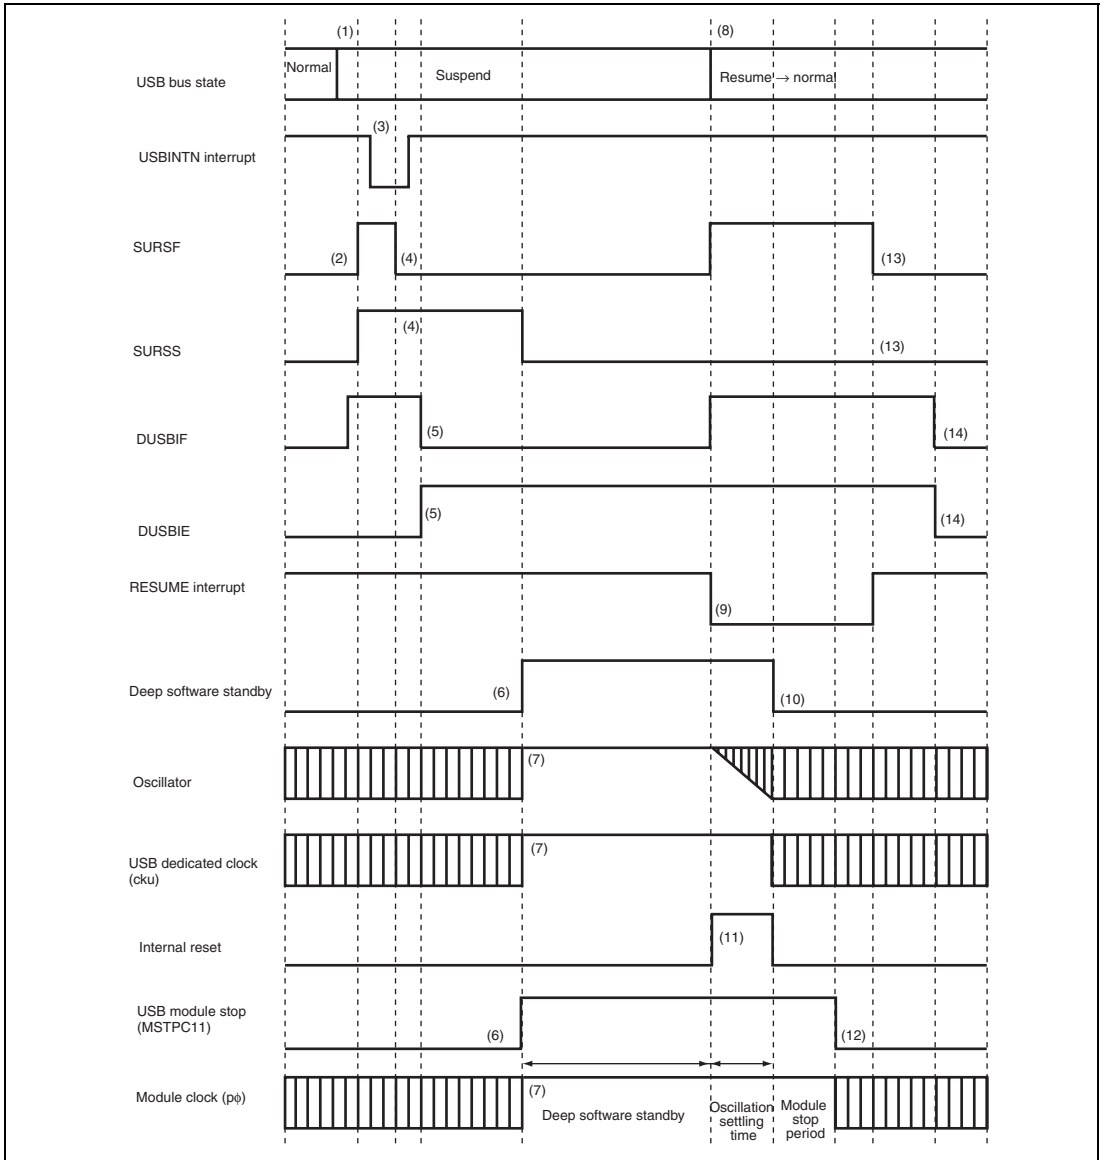 (1)
(8)
Normal
Suspend
Resume → normal
USB bus state
(3)
USBINTN interrupt
SURSF
(2)
(4)
(13)
(4)
SURSS
(13)
DUSBIF
(5)
(14)
DUSBIE
(5)
(14)
RESUME interrupt
(9)
Deep software standby
(6)
(10)
Oscillator
(7)
USB dedicated clock
(cku)
(7)
Internal reset
(11)
USB module stop
(MSTPC11)
(6)
(12)
Module clock (pφ)
(7)
Deep software standby
Oscillation
settling
time
Module
stop
period